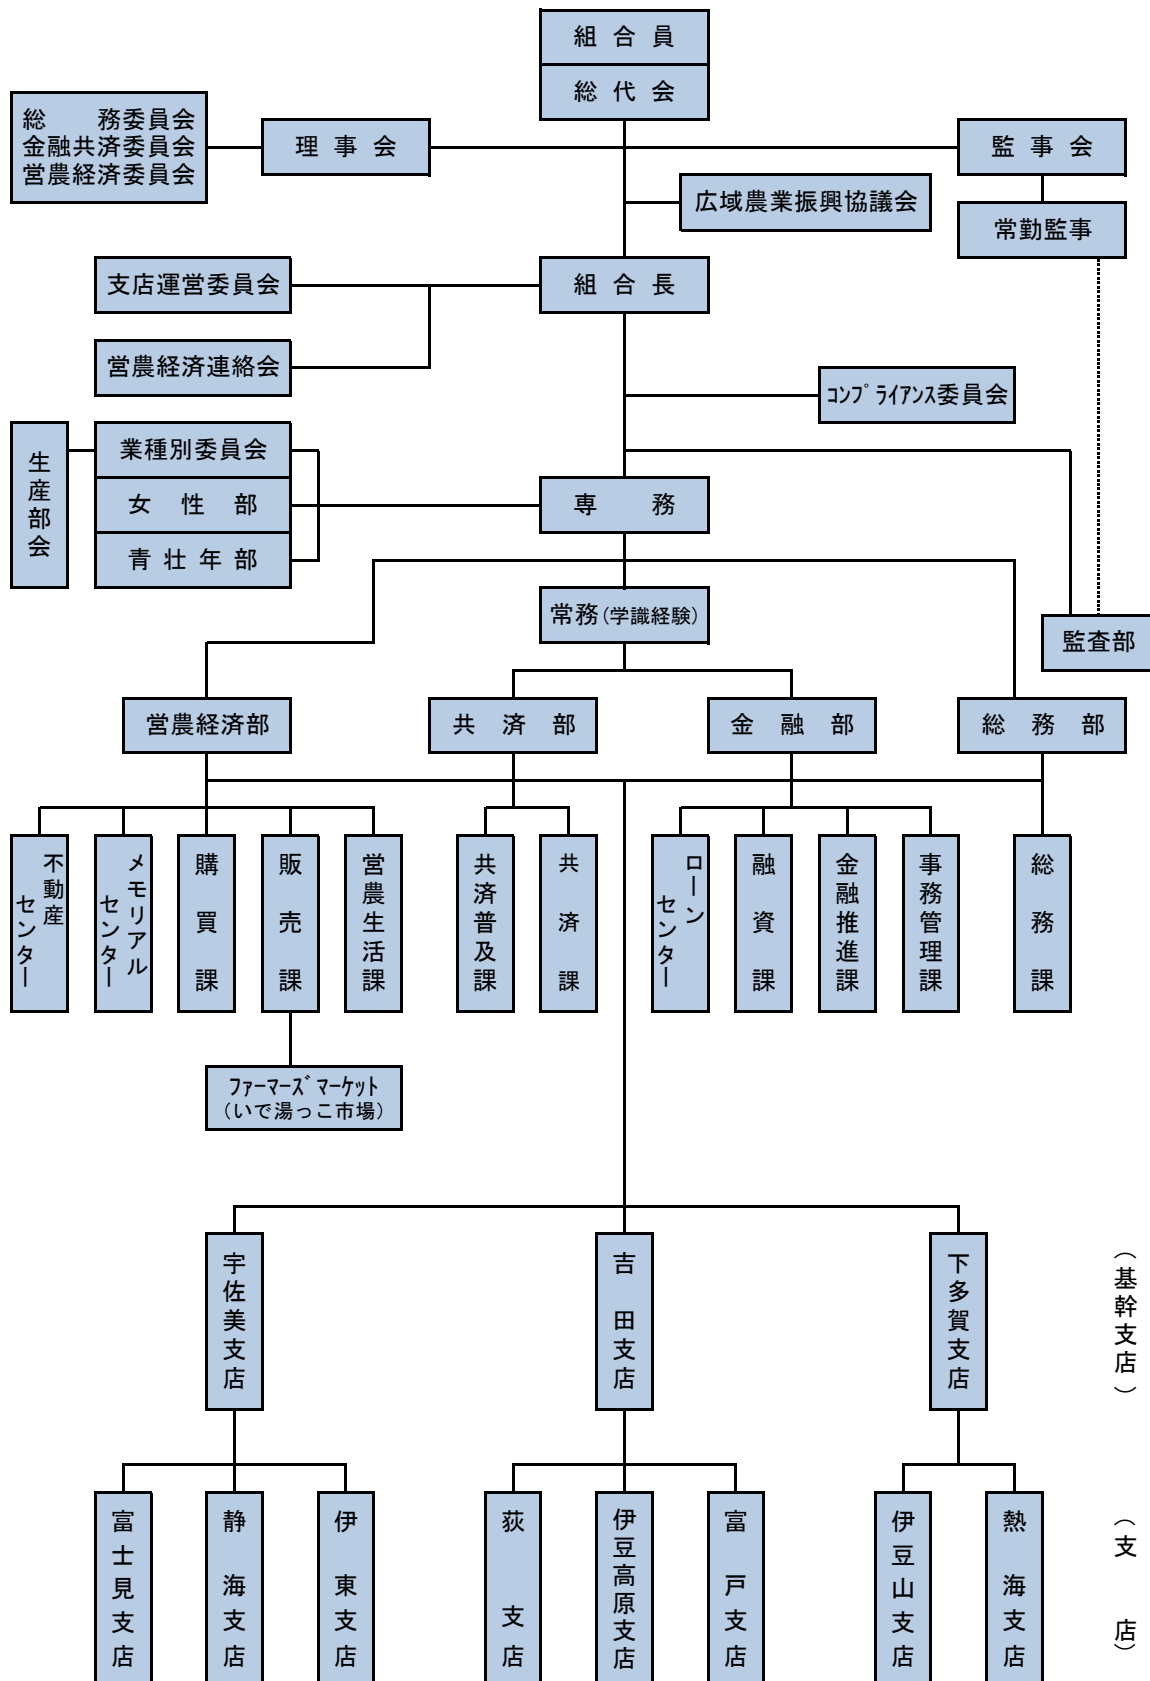 組合員
総代会
総　務委員会
金融共済委員会
営農経済委員会
理事会
監事会
広域農業振興協議会
常勤監事
支店運営委員会
組合長
営農経済連絡会
コンプライアンス委員会
生産部会
業種別委員会
女性部
青壮年部
専務
常務(学識経験)
監査部
営農経済部
共済部
金融部
総務部
不動産
センター
メモリアル
センター
購買課
販売課
営農生活課
共済普及課
共済課
ローン
センター
融資課
金融推進課
事務管理課
総務課
ファーマーズマーケット
(いで湯っこ市場)
宇佐美支店
吉田支店
下多賀支店
(基幹支店)
富士見支店
静海支店
伊東支店
荻支店
伊豆高原支店
富戸支店
伊豆山支店
熱海支店
(支店)